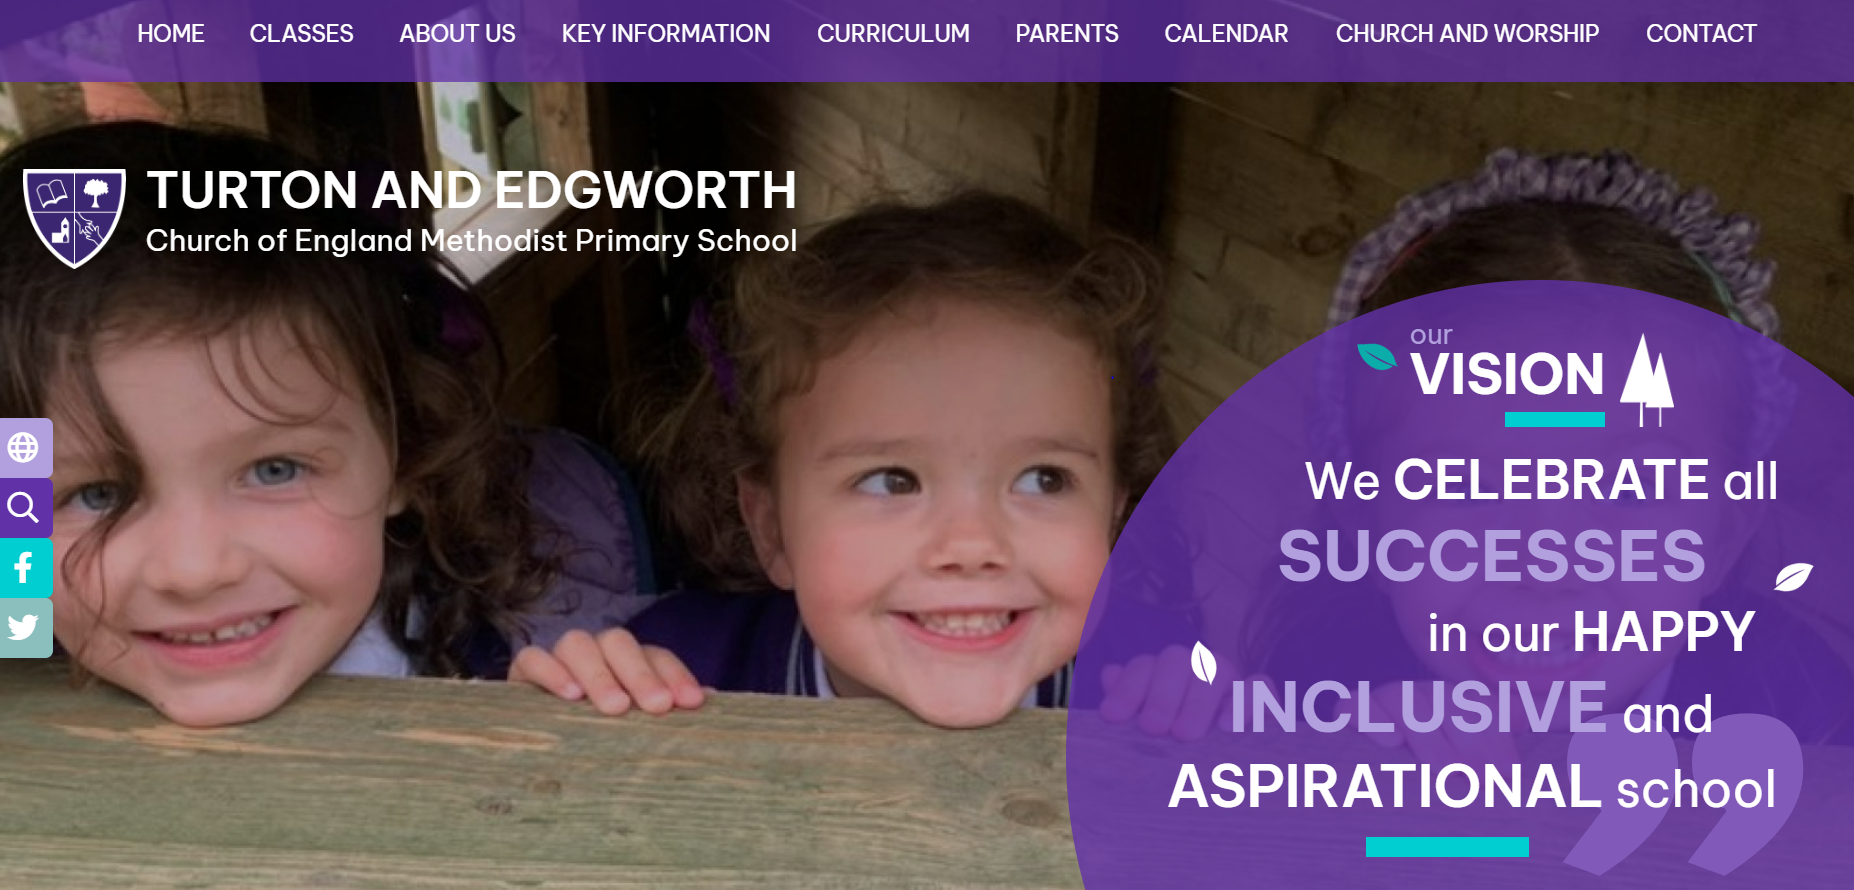 HOME CLASSES ABOUT US KEY INFORMATION CURRICULUM PARENTS CALENDAR CHURCH AND WORSHIP CONTACT
TURTON AND EDGWORTH
Church of England Methodist Primary School
our
VISION
We CELEBRATE all
SUCCESSES
in our HAPPY
INCLUSIVE and
ASPIRATIONAL school